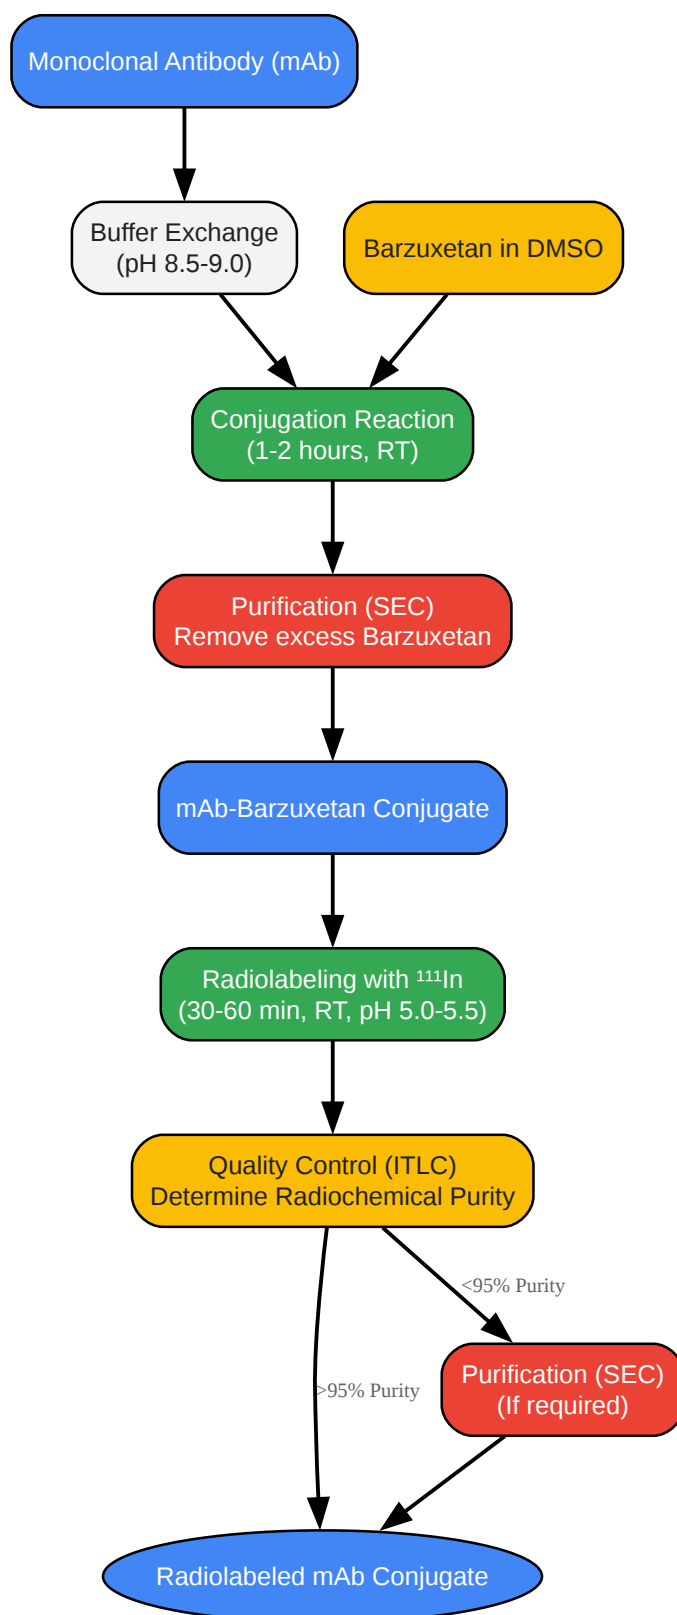 Monoclonal Antibody (mAb)
Buffer Exchange
(pH 8.5-9.0)
Barzuxetan in DMSO
Conjugation Reaction
(1-2 hours, RT)
Purification (SEC)
Remove excess Barzuxetan
mAb-Barzuxetan Conjugate
Radiolabeling with ¹¹¹In
(30-60 min, RT, pH 5.0-5.5)
Quality Control (ITLC)
Determine Radiochemical Purity
<95% Purity
Purification (SEC)
(If required)
>95% Purity
Radiolabeled mAb Conjugate